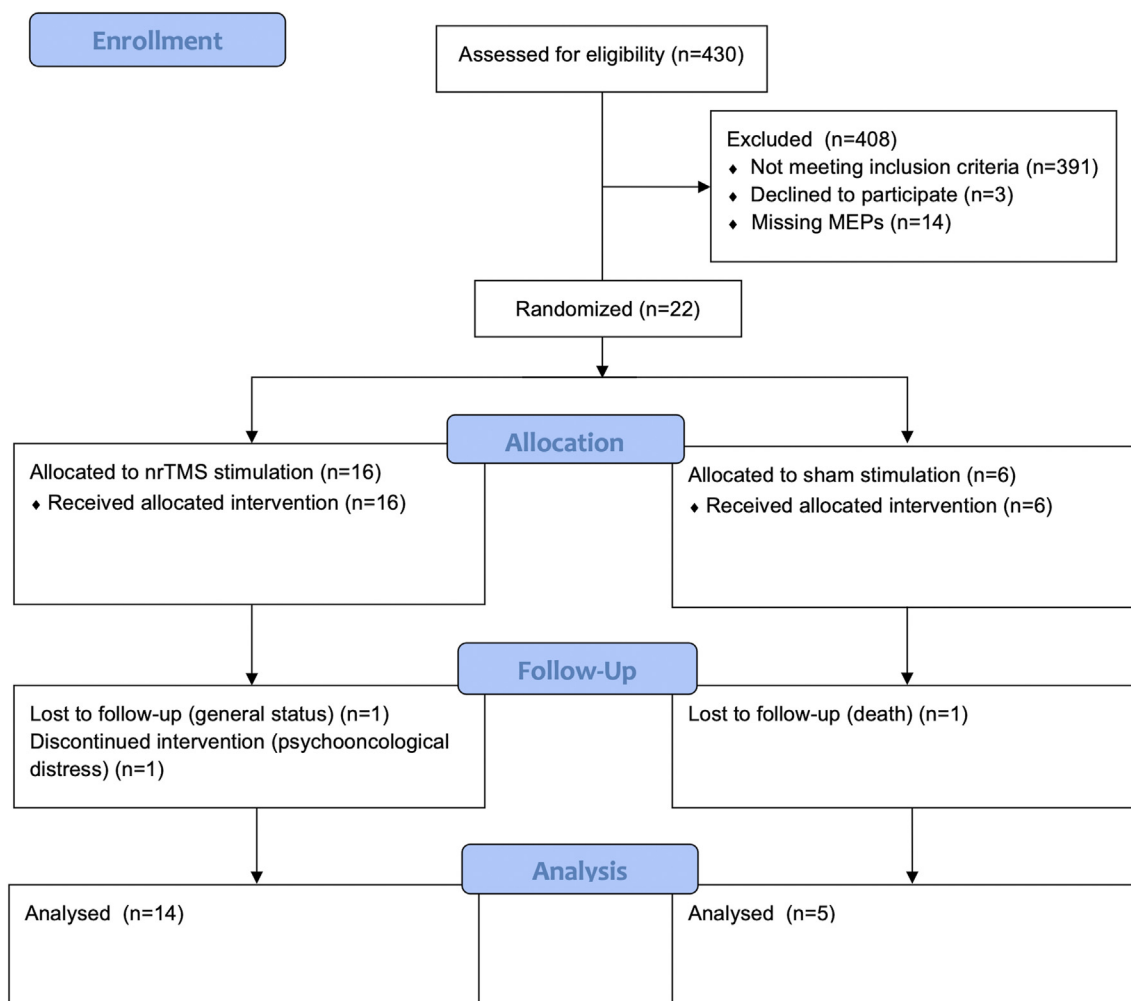 Enrollment
Assessed for eligibility (n=430)
Excluded (n=408)
♦ Not meeting inclusion criteria (n=391)
♦ Declined to participate (n=3)
♦ Missing MEPs (n=14)
Randomized (n=22)
Allocation
Allocated to nrTMS stimulation (n=16)
♦ Received allocated intervention (n=16)
Allocated to sham stimulation (n=6)
♦ Received allocated intervention (n=6)
Follow-Up
Lost to follow-up (general status) (n=1)
Discontinued intervention (psychooncological
distress) (n=1)
Lost to follow-up (death) (n=1)
Analysis
Analysed (n=14)
Analysed (n=5)